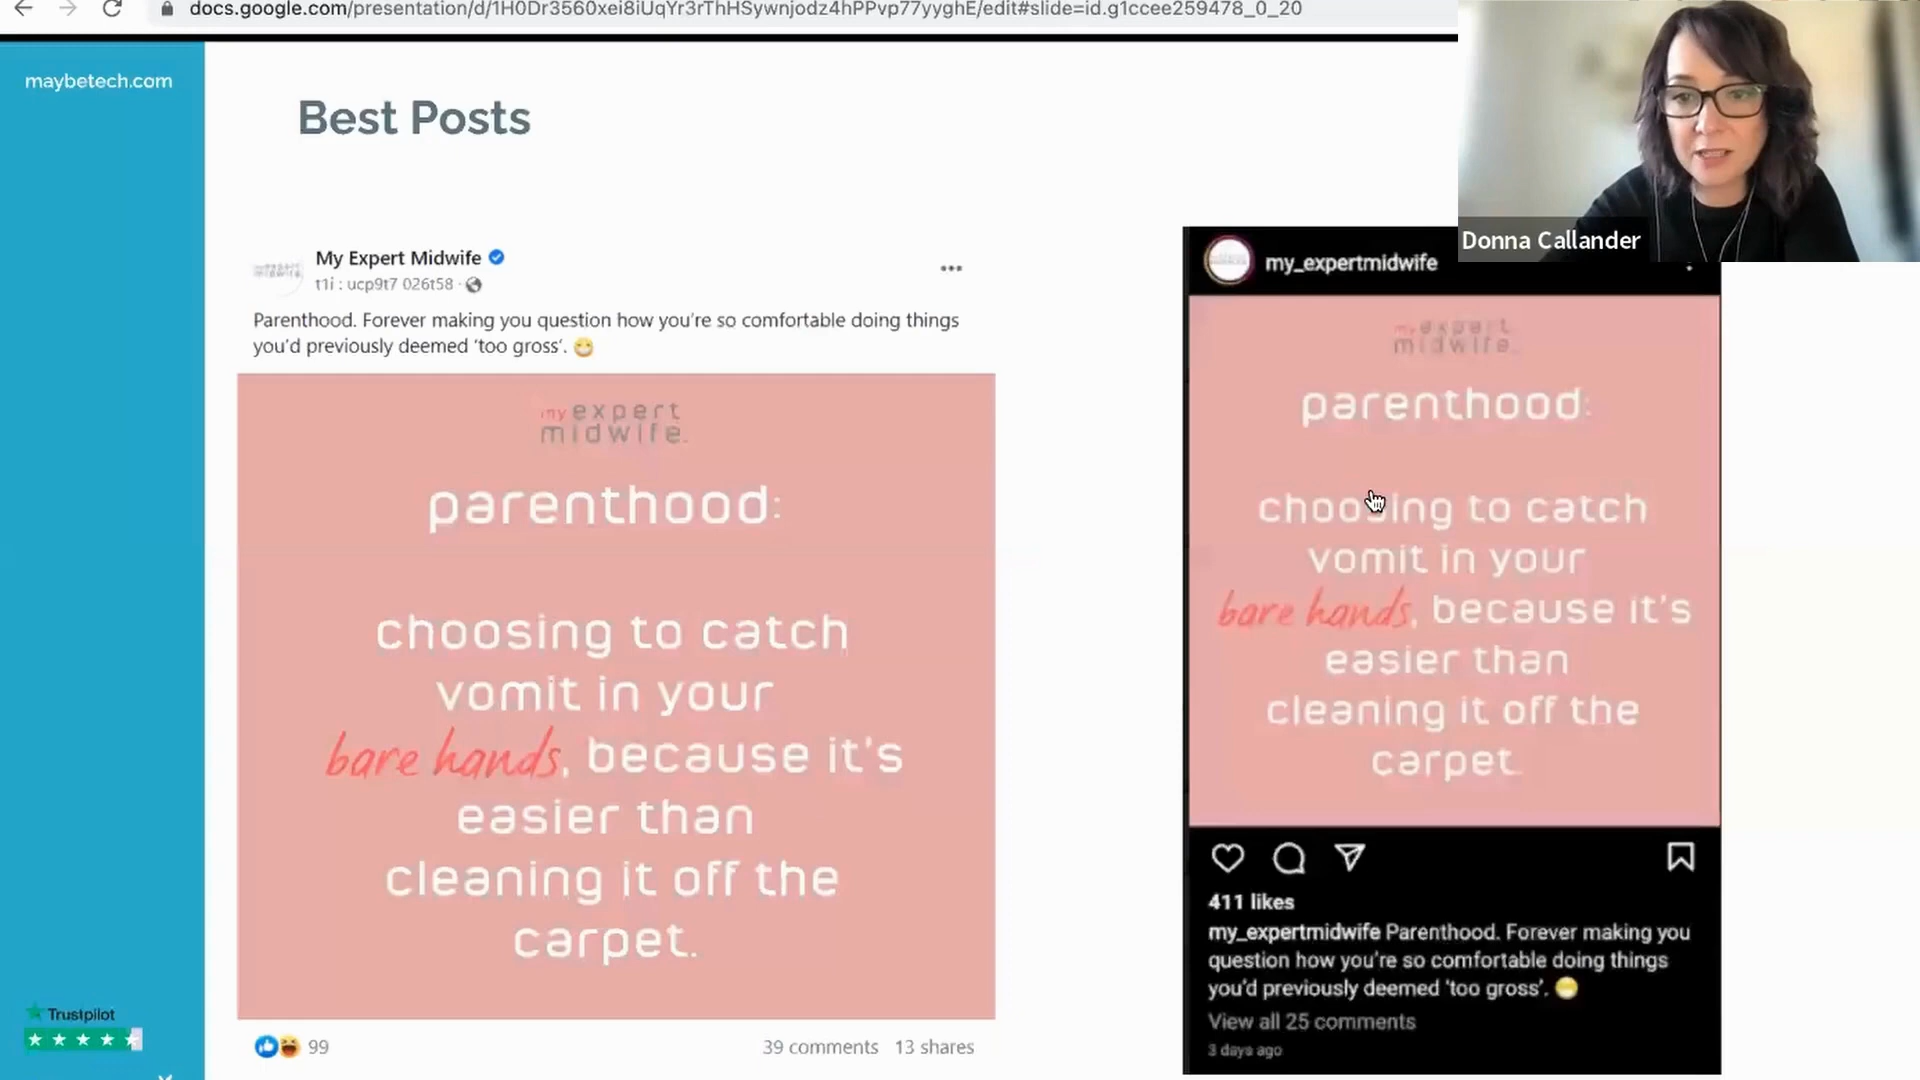 docs.google.com/presentation/d/1H0Dr3560xei8iUqYr3rThHSywnjodz4hPPvp77yyghE/edit#slide=id.g1ccee259478_0_20
maybetech.com
Best Posts
Donna Callander
My Expert Midwife
t1i : ucp9t7 026t58 ·
Parenthood. Forever making you question how you're so comfortable doing things
you'd previously deemed 'too gross'. 😁
my expert
midwife.
parenthood:
choosing to catch
vomit in your
bare hands, because it's
easier than
cleaning it off the
carpet.
99
39 comments 13 shares
my_expertmidwife
my expert
midwife.
parenthood:
choosing to catch
vomit in your
bare hands, because it's
easier than
cleaning it off the
carpet.
411 likes
my_expertmidwife Parenthood. Forever making you
question how you're so comfortable doing things
you'd previously deemed 'too gross'. 😁
View all 25 comments
3 days ago
Trustpilot